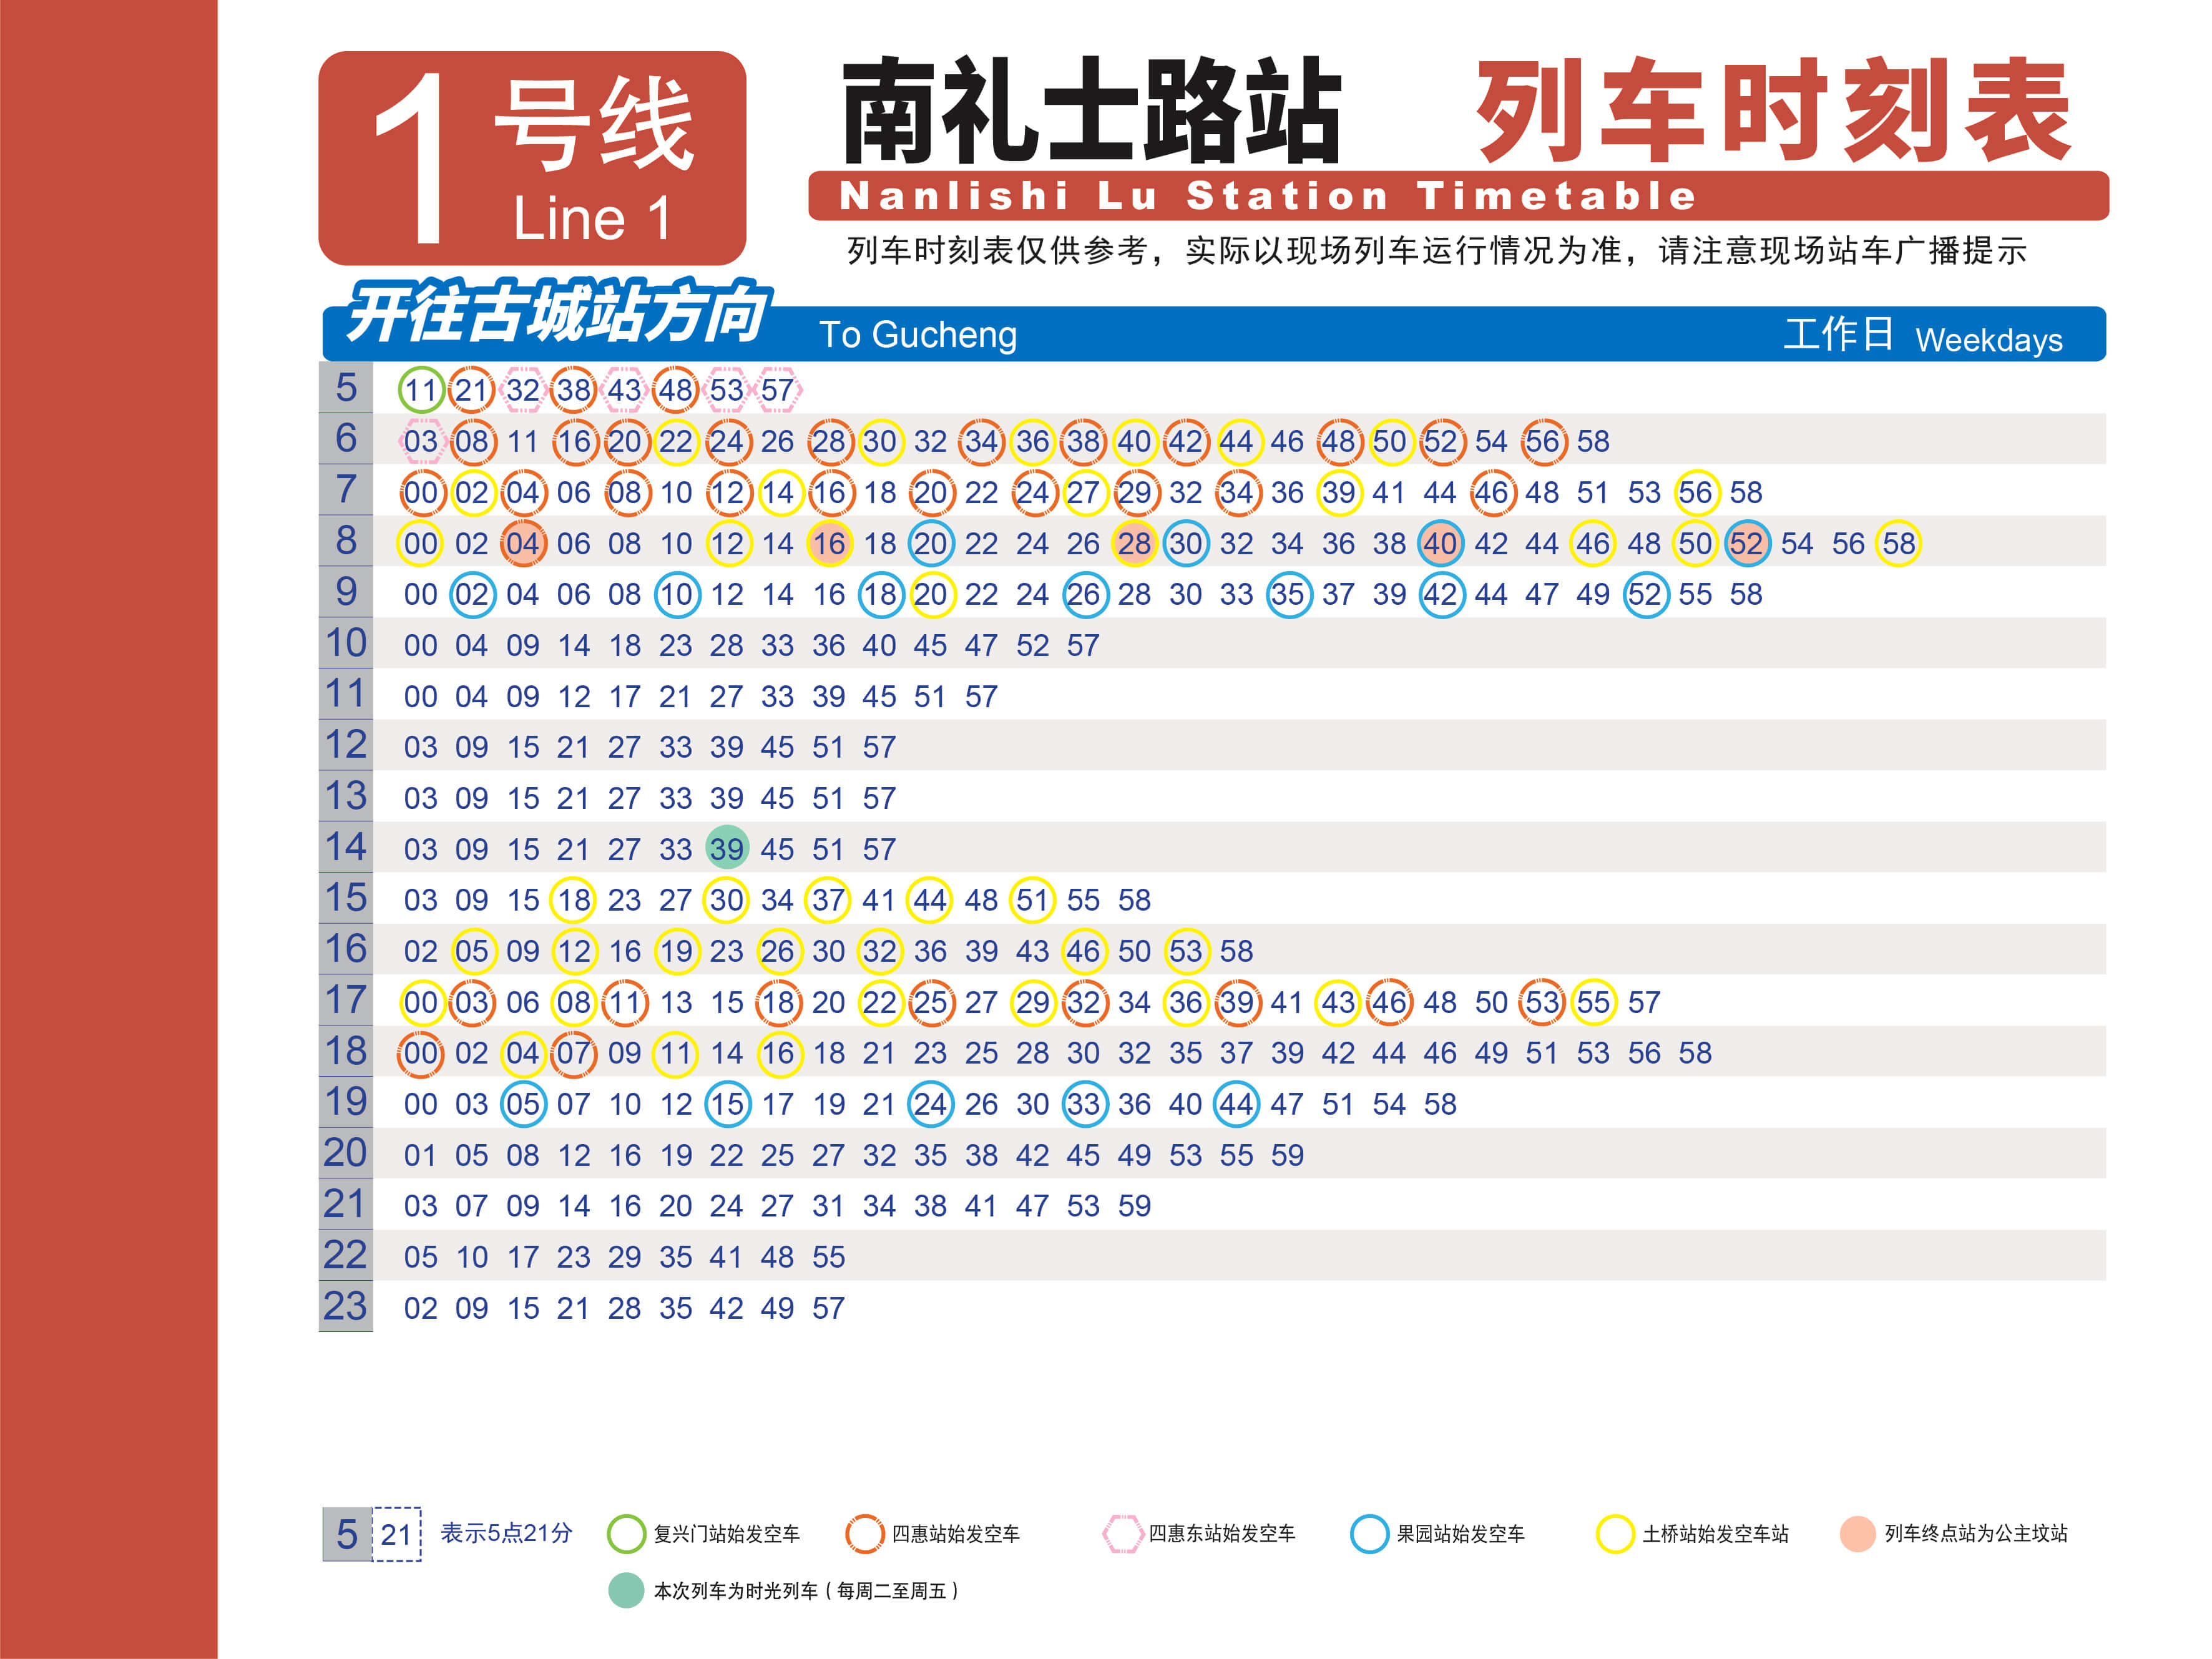 1号线
Line 1
南礼士路站 列车时刻表
Nanlishi Lu Station Timetable
列车时刻表仅供参考，实际以现场列车运行情况为准，请注意现场站车广播提示
开往古城站方向 To Gucheng 工作日 Weekdays
5 11 21 32 38 43 48 53 57
6 03 08 11 16 20 22 24 26 28 30 32 34 36 38 40 42 44 46 48 50 52 54 56 58
7 00 02 04 06 08 10 12 14 16 18 20 22 24 27 29 32 34 36 39 41 44 46 48 51 53 56 58
8 00 02 04 06 08 10 12 14 16 18 20 22 24 26 28 30 32 34 36 38 40 42 44 46 48 50 52 54 56 58
9 00 02 04 06 08 10 12 14 16 18 20 22 24 26 28 30 33 35 37 39 42 44 47 49 52 55 58
10 00 04 09 14 18 23 28 33 36 40 45 47 52 57
11 00 04 09 12 17 21 27 33 39 45 51 57
12 03 09 15 21 27 33 39 45 51 57
13 03 09 15 21 27 33 39 45 51 57
14 03 09 15 21 27 33 39 45 51 57
15 03 09 15 18 23 27 30 34 37 41 44 48 51 55 58
16 02 05 09 12 16 19 23 26 30 32 36 39 43 46 50 53 58
17 00 03 06 08 11 13 15 18 20 22 25 27 29 32 34 36 39 41 43 46 48 50 53 55 57
18 00 02 04 07 09 11 14 16 18 21 23 25 28 30 32 35 37 39 42 44 46 49 51 53 56 58
19 00 03 05 07 10 12 15 17 19 21 24 26 30 33 36 40 44 47 51 54 58
20 01 05 08 12 16 19 22 25 27 32 35 38 42 45 49 53 55 59
21 03 07 09 14 16 20 24 27 31 34 38 41 47 53 59
22 05 10 17 23 29 35 41 48 55
23 02 09 15 21 28 35 42 49 57
5 21 表示5点21分 复兴门站始发空车 四惠站始发空车 四惠东站始发空车 果园站始发空车 土桥站始发空车站 列车终点站为公主坟站
本次列车为时光列车（每周二至周五）